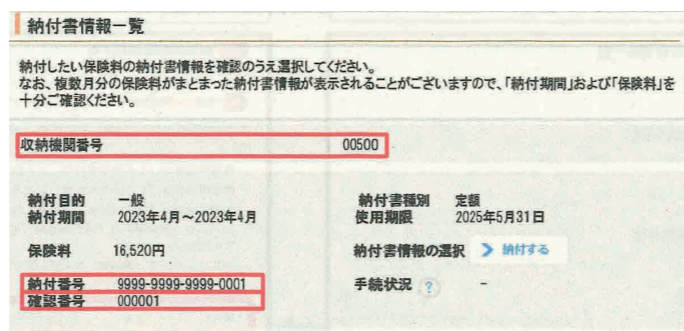 納付書情報一覧
納付したい保険料の納付書情報を確認のうえ選択してください。
なお、複数月分の保険料がまとまった納付書情報が表示されることがございますので、「納付期間」および「保険料」を
十分ご確認ください。
収納機関番号 00500
納付目的 一般 納付書種別 定額
納付期間 2023年4月～2023年4月 使用期限 2025年5月31日
保険料 16,520円 納付書情報の選択 納付する
納付番号 9999-9999-9999-0001 手続状況 ? -
確認番号 000001